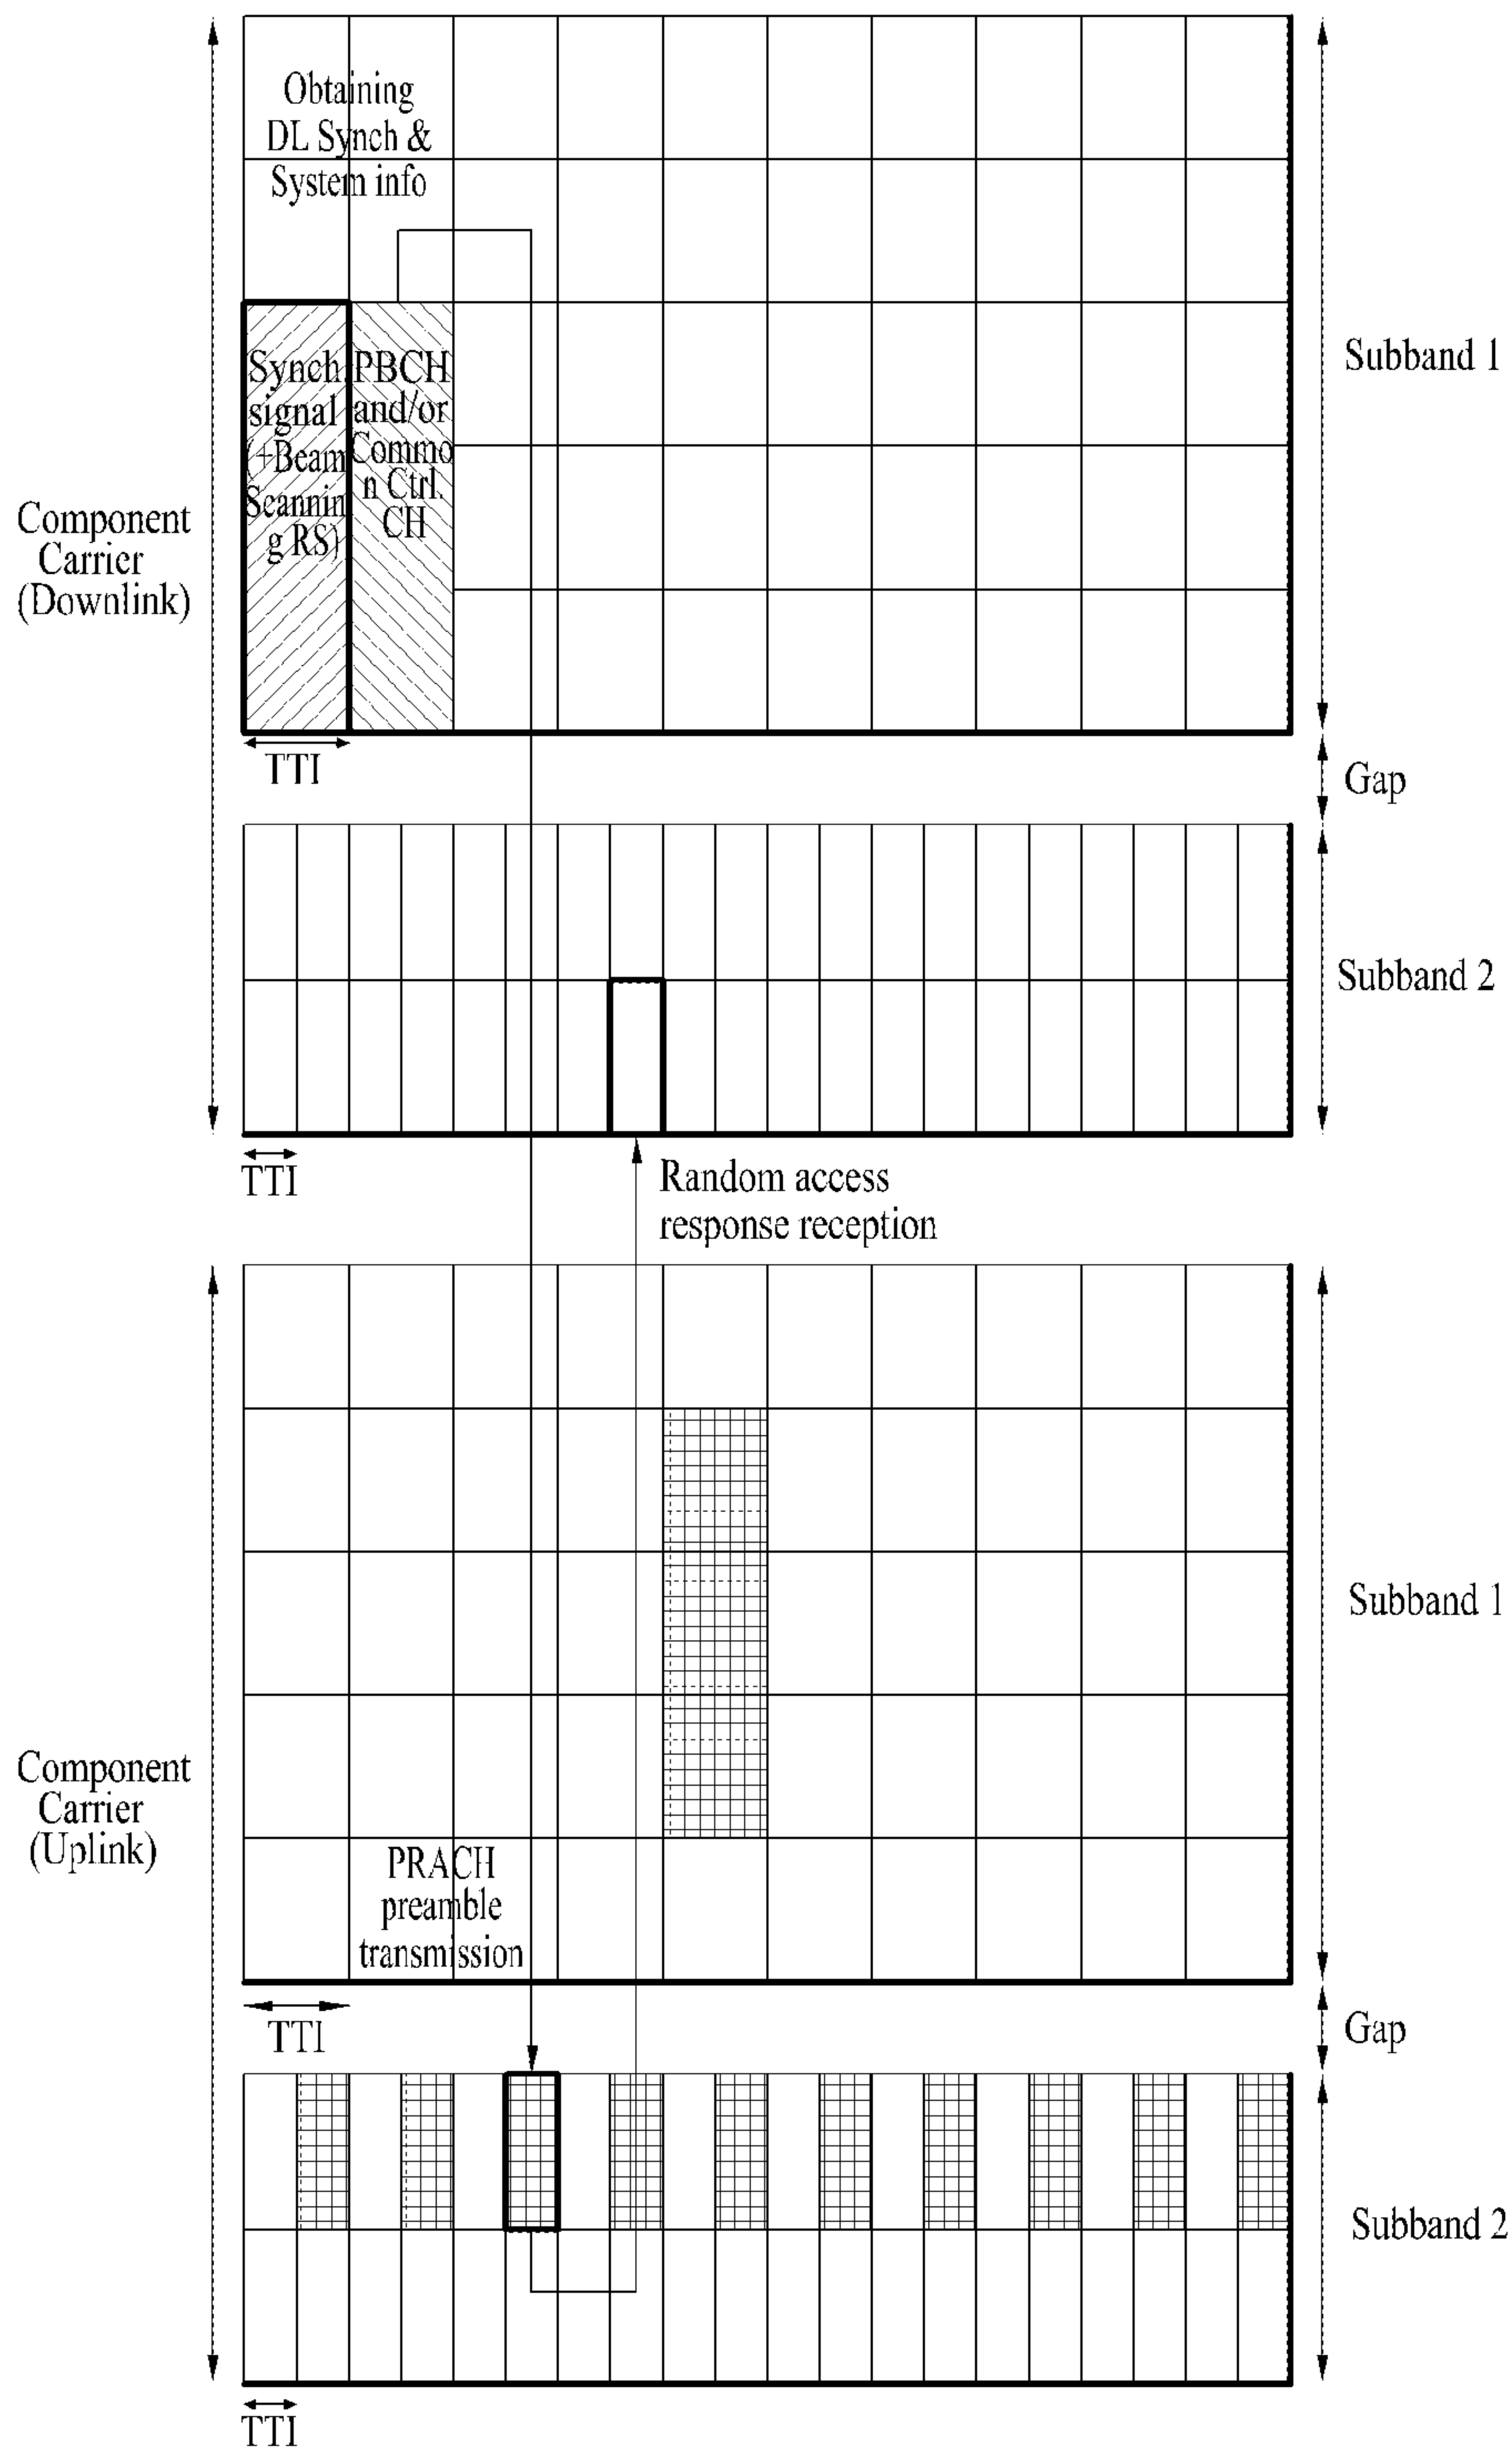 Obtaining
DL Synch &
System info
Synch
signal
(+Beam
Scannin
g RS)
PBCH
and/or
Commo
n Ctrl.
CH
Subband 1
Component
Carrier
(Downlink)
TTI
Gap
Subband 2
TTI
Random access
response reception
Subband 1
Component
Carrier
(Uplink)
PRACH
preamble
transmission
TTI
Gap
Subband 2
TTI